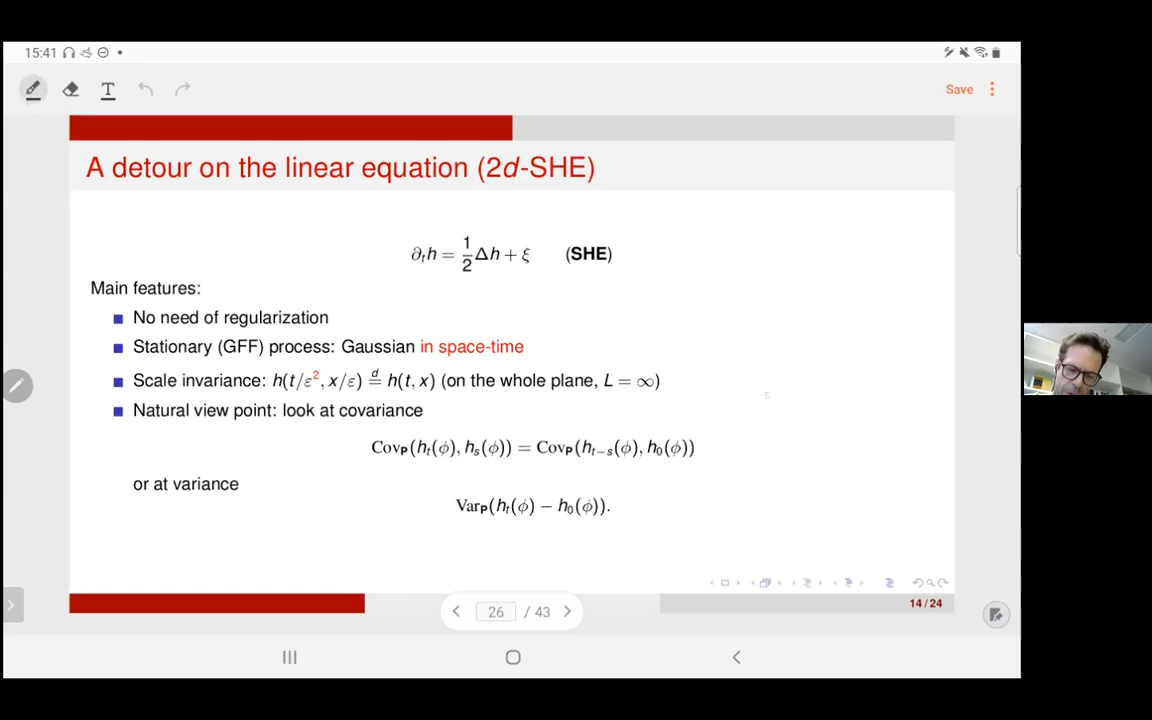 15:41
T
Save
A detour on the linear equation (2d-SHE)
∂ₜh = 1/2 Δh + ξ (SHE)
Main features:
No need of regularization
Stationary (GFF) process: Gaussian in space-time
Scale invariance: h(t/ε², x/ε) =ᵈ h(t, x) (on the whole plane, L = ∞)
Natural view point: look at covariance
Cov_P(hₜ(ϕ), hₛ(ϕ)) = Cov_P(hₜ₋ₛ(ϕ), h₀(ϕ))
or at variance
Var_P(hₜ(ϕ) − h₀(ϕ)).
14/24
26 / 43